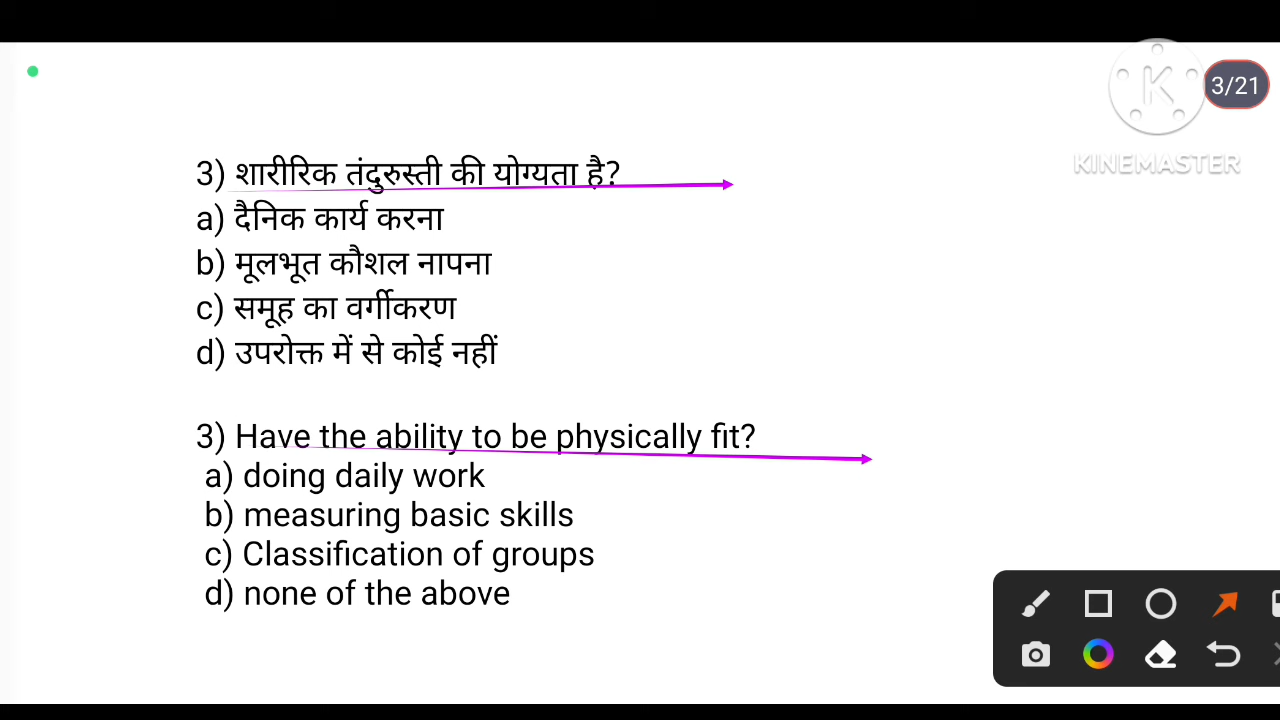 3/21
KINEMASTER
3) शारीरिक तंदुरुस्ती की योग्यता है?
a) दैनिक कार्य करना
b) मूलभूत कौशल नापना
c) समूह का वर्गीकरण
d) उपरोक्त में से कोई नहीं
3) Have the ability to be physically fit?
a) doing daily work
b) measuring basic skills
c) Classification of groups
d) none of the above